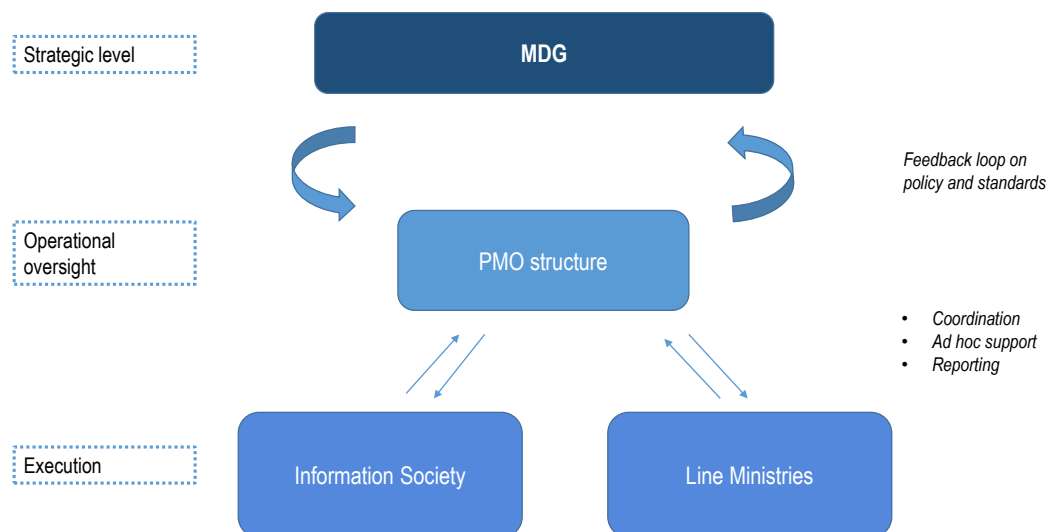 Strategic level
MDG
Feedback loop on
policy and standards
Operational
oversight
PMO structure
• Coordination
• Ad hoc support
• Reporting
Execution
Information Society
Line Ministries